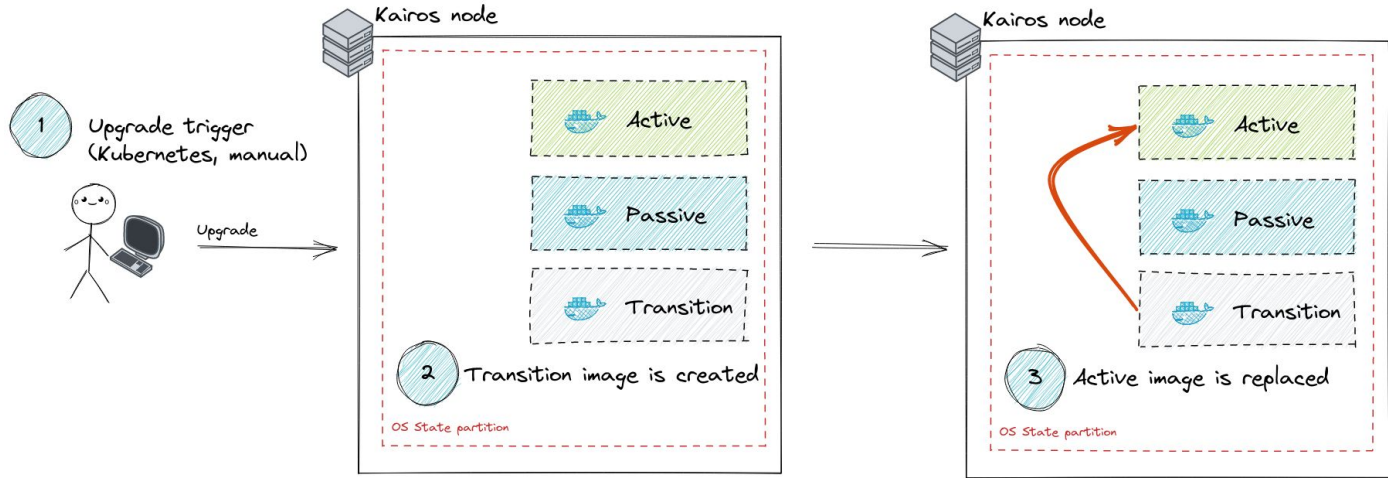 Kairos node
Kairos node
1
Upgrade trigger
(Kubernetes, manual)
Upgrade
Active
Passive
Transition
2
Transition image is created
OS State partition
Active
Passive
Transition
3
Active image is replaced
OS State partition